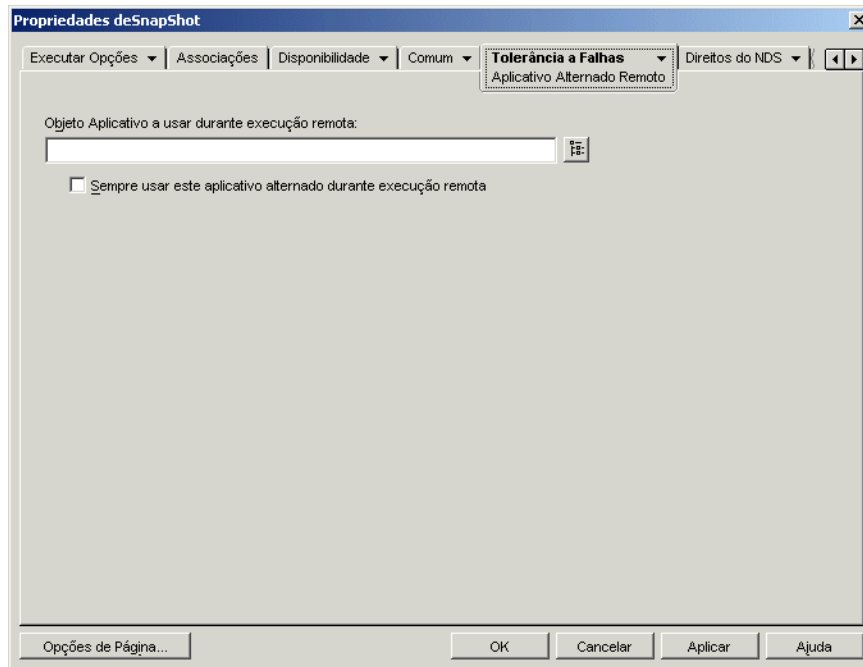 Propriedades deSnapShot
Executar Opções Associações Disponibilidade Comum Tolerância a Falhas Direitos do NDS
Aplicativo Alternado Remoto
Objeto Aplicativo a usar durante execução remota:
Sempre usar este aplicativo alternado durante execução remota
Opções de Página... OK Cancelar Aplicar Ajuda